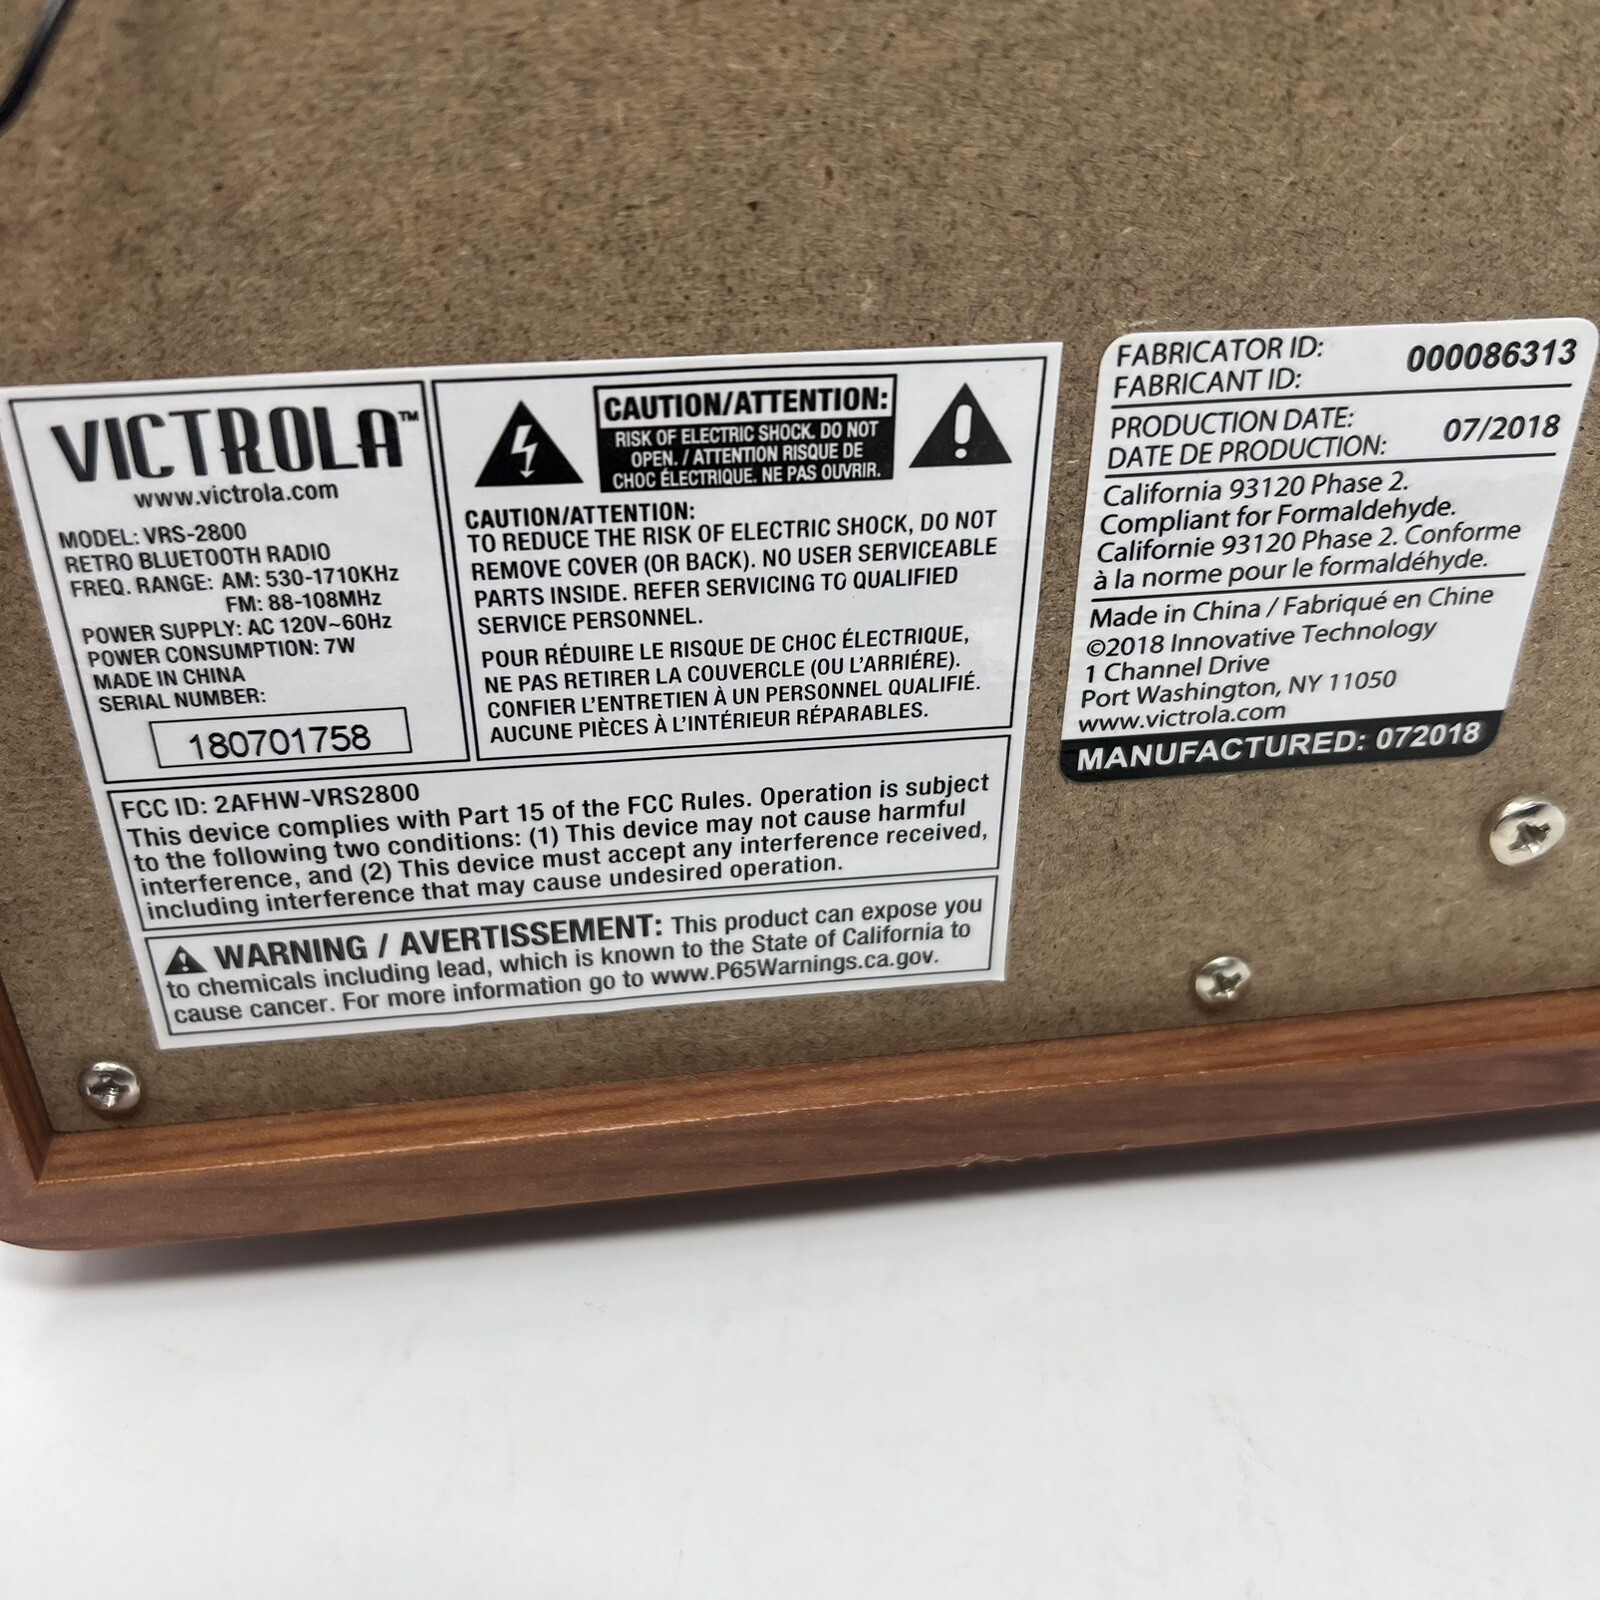 VICTROLA™
www.victrola.com
MODEL: VRS-2800
RETRO BLUETOOTH RADIO
FREQ. RANGE: AM: 530-1710KHz
FM: 88-108MHz
POWER SUPPLY: AC 120V~60Hz
POWER CONSUMPTION: 7W
MADE IN CHINA
SERIAL NUMBER:
180701758
CAUTION/ATTENTION:
RISK OF ELECTRIC SHOCK. DO NOT
OPEN. / ATTENTION RISQUE DE
CHOC ÉLECTRIQUE. NE PAS OUVRIR.
CAUTION/ATTENTION:
TO REDUCE THE RISK OF ELECTRIC SHOCK, DO NOT
REMOVE COVER (OR BACK). NO USER SERVICEABLE
PARTS INSIDE. REFER SERVICING TO QUALIFIED
SERVICE PERSONNEL.
POUR RÉDUIRE LE RISQUE DE CHOC ÉLECTRIQUE,
NE PAS RETIRER LA COUVERCLE (OU L'ARRIÉRE).
CONFIER L'ENTRETIEN À UN PERSONNEL QUALIFIÉ.
AUCUNE PIÈCES À L'INTÉRIEUR RÉPARABLES.
FCC ID: 2AFHW-VRS2800
This device complies with Part 15 of the FCC Rules. Operation is subject
to the following two conditions: (1) This device may not cause harmful
interference, and (2) This device must accept any interference received,
including interference that may cause undesired operation.
WARNING / AVERTISSEMENT: This product can expose you
to chemicals including lead, which is known to the State of California to
cause cancer. For more information go to www.P65Warnings.ca.gov.
FABRICATOR ID:
FABRICANT ID:
000086313
PRODUCTION DATE:
DATE DE PRODUCTION:
07/2018
California 93120 Phase 2.
Compliant for Formaldehyde.
Californie 93120 Phase 2. Conforme
à la norme pour le formaldéhyde.
Made in China / Fabriqué en Chine
©2018 Innovative Technology
1 Channel Drive
Port Washington, NY 11050
www.victrola.com
MANUFACTURED: 072018